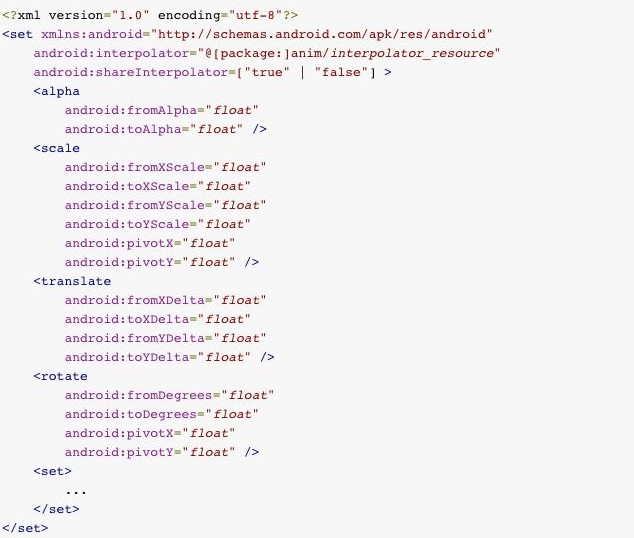 <?xml version="1.0" encoding="utf-8"?>
<set xmlns:android="http://schemas.android.com/apk/res/android"
    android:interpolator="@[package:]anim/interpolator_resource"
    android:shareInterpolator=["true" | "false"] >
    <alpha
        android:fromAlpha="float"
        android:toAlpha="float" />
    <scale
        android:fromXScale="float"
        android:toXScale="float"
        android:fromYScale="float"
        android:toYScale="float"
        android:pivotX="float"
        android:pivotY="float" />
    <translate
        android:fromXDelta="float"
        android:toXDelta="float"
        android:fromYDelta="float"
        android:toYDelta="float" />
    <rotate
        android:fromDegrees="float"
        android:toDegrees="float"
        android:pivotX="float"
        android:pivotY="float" />
    <set>
        ...
    </set>
</set>